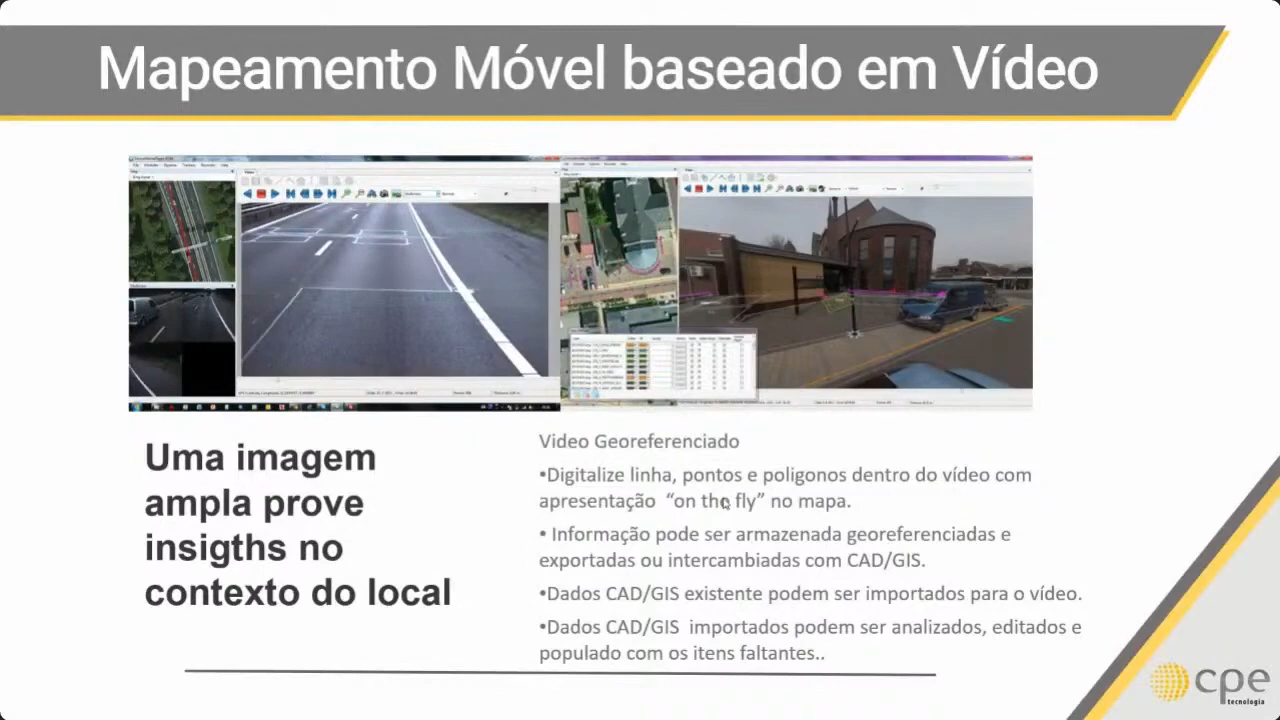 Mapeamento Móvel baseado em Vídeo
Uma imagem
ampla prove
insigths no
contexto do local
Video Georeferenciado
•Digitalize linha, pontos e poligonos dentro do vídeo com
apresentação “on the fly” no mapa.
• Informação pode ser armazenada georeferenciadas e
exportadas ou intercambiadas com CAD/GIS.
•Dados CAD/GIS existente podem ser importados para o vídeo.
•Dados CAD/GIS importados podem ser analizados, editados e
populado com os itens faltantes..
cpe
tecnologia